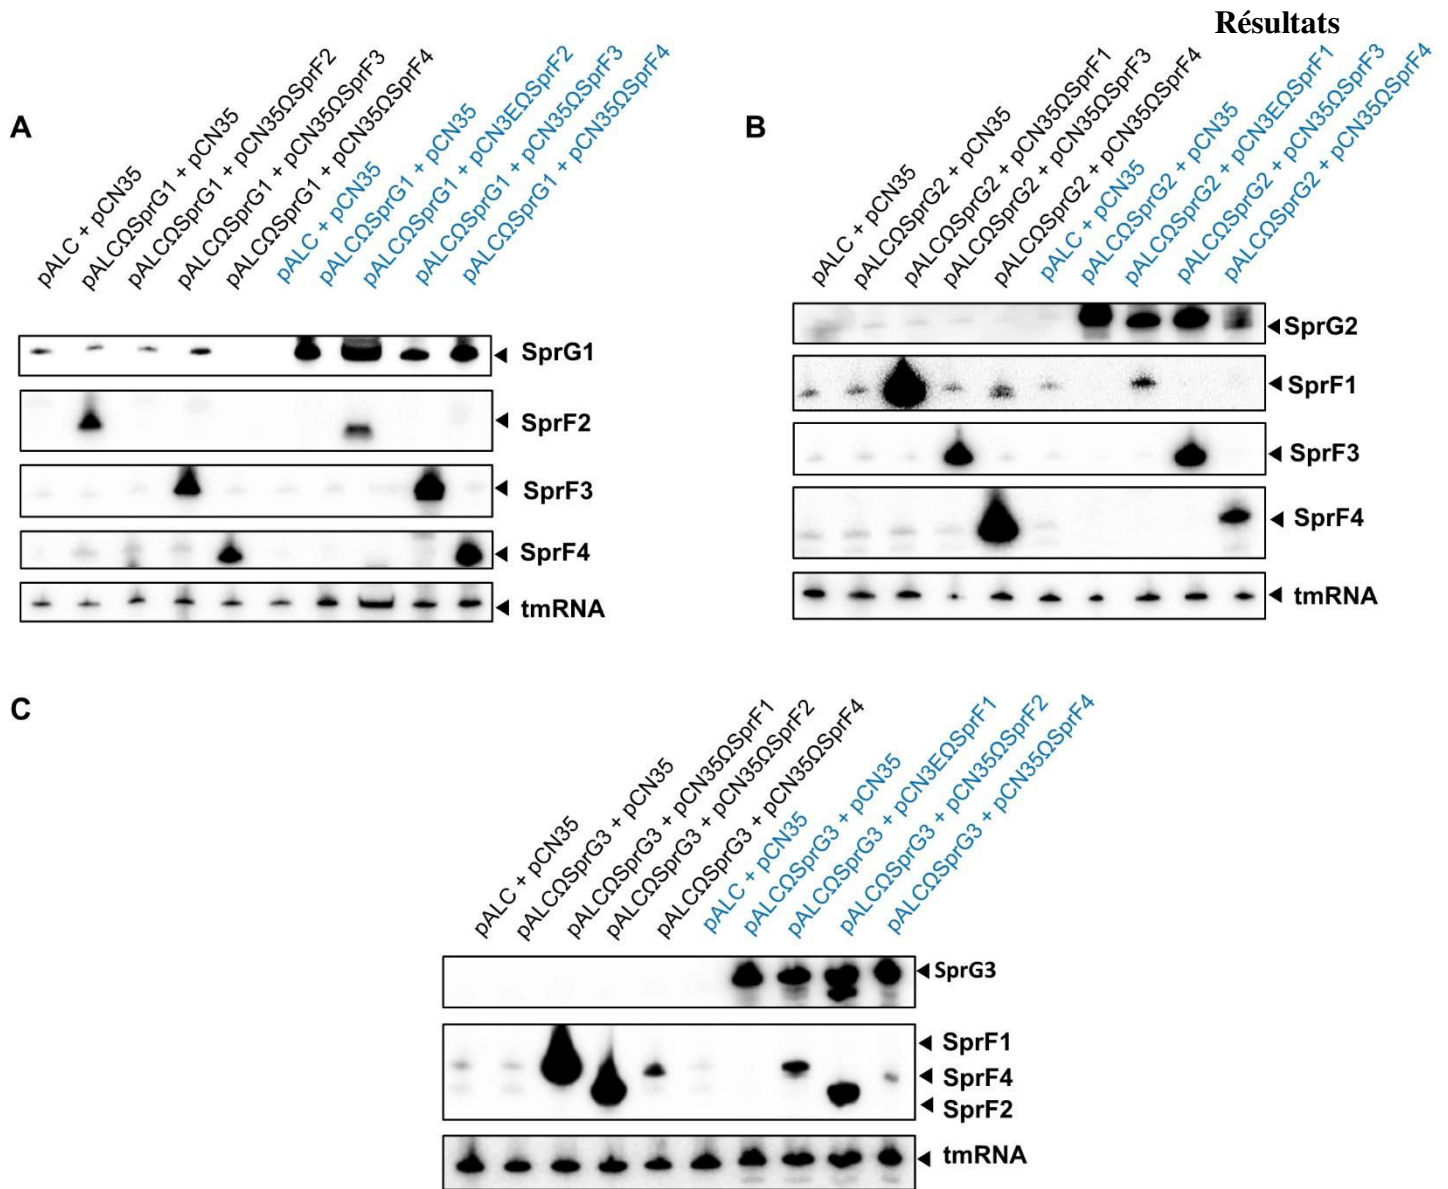 Résultats
A
pALC + pCN35
pALCΩSprG1 + pCN35
pALCΩSprG1 + pCN35ΩSprF2
pALCΩSprG1 + pCN35ΩSprF3
pALCΩSprG1 + pCN35ΩSprF4
pALC + pCN35
pALCΩSprG1 + pCN35
pALCΩSprG1 + pCN3EΩSprF2
pALCΩSprG1 + pCN35ΩSprF3
pALCΩSprG1 + pCN35ΩSprF4
SprG1
SprF2
SprF3
SprF4
tmRNA
B
pALC + pCN35
pALCΩSprG2 + pCN35
pALCΩSprG2 + pCN35ΩSprF1
pALCΩSprG2 + pCN35ΩSprF3
pALCΩSprG2 + pCN35ΩSprF4
pALC + pCN35
pALCΩSprG2 + pCN35
pALCΩSprG2 + pCN3EΩSprF1
pALCΩSprG2 + pCN35ΩSprF3
pALCΩSprG2 + pCN35ΩSprF4
SprG2
SprF1
SprF3
SprF4
tmRNA
C
pALC + pCN35
pALCΩSprG3 + pCN35
pALCΩSprG3 + pCN35ΩSprF1
pALCΩSprG3 + pCN35ΩSprF2
pALCΩSprG3 + pCN35ΩSprF4
pALC + pCN35
pALCΩSprG3 + pCN35
pALCΩSprG3 + pCN3EΩSprF1
pALCΩSprG3 + pCN35ΩSprF2
pALCΩSprG3 + pCN35ΩSprF4
SprG3
SprF1
SprF4
SprF2
tmRNA